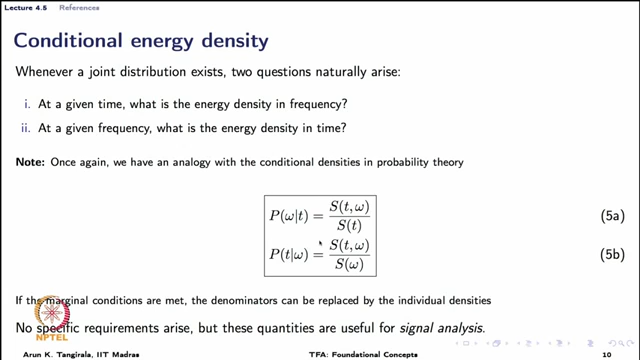 Lecture 4.5 References
Conditional energy density
Whenever a joint distribution exists, two questions naturally arise:
i. At a given time, what is the energy density in frequency?
ii. At a given frequency, what is the energy density in time?
Note: Once again, we have an analogy with the conditional densities in probability theory
P(ω|t) = S(t, ω) / S(t) (5a)
P(t|ω) = S(t, ω) / S(ω) (5b)
If the marginal conditions are met, the denominators can be replaced by the individual densities
No specific requirements arise, but these quantities are useful for signal analysis.
NPTEL
Arun K. Tangirala, IIT Madras TFA: Foundational Concepts 10